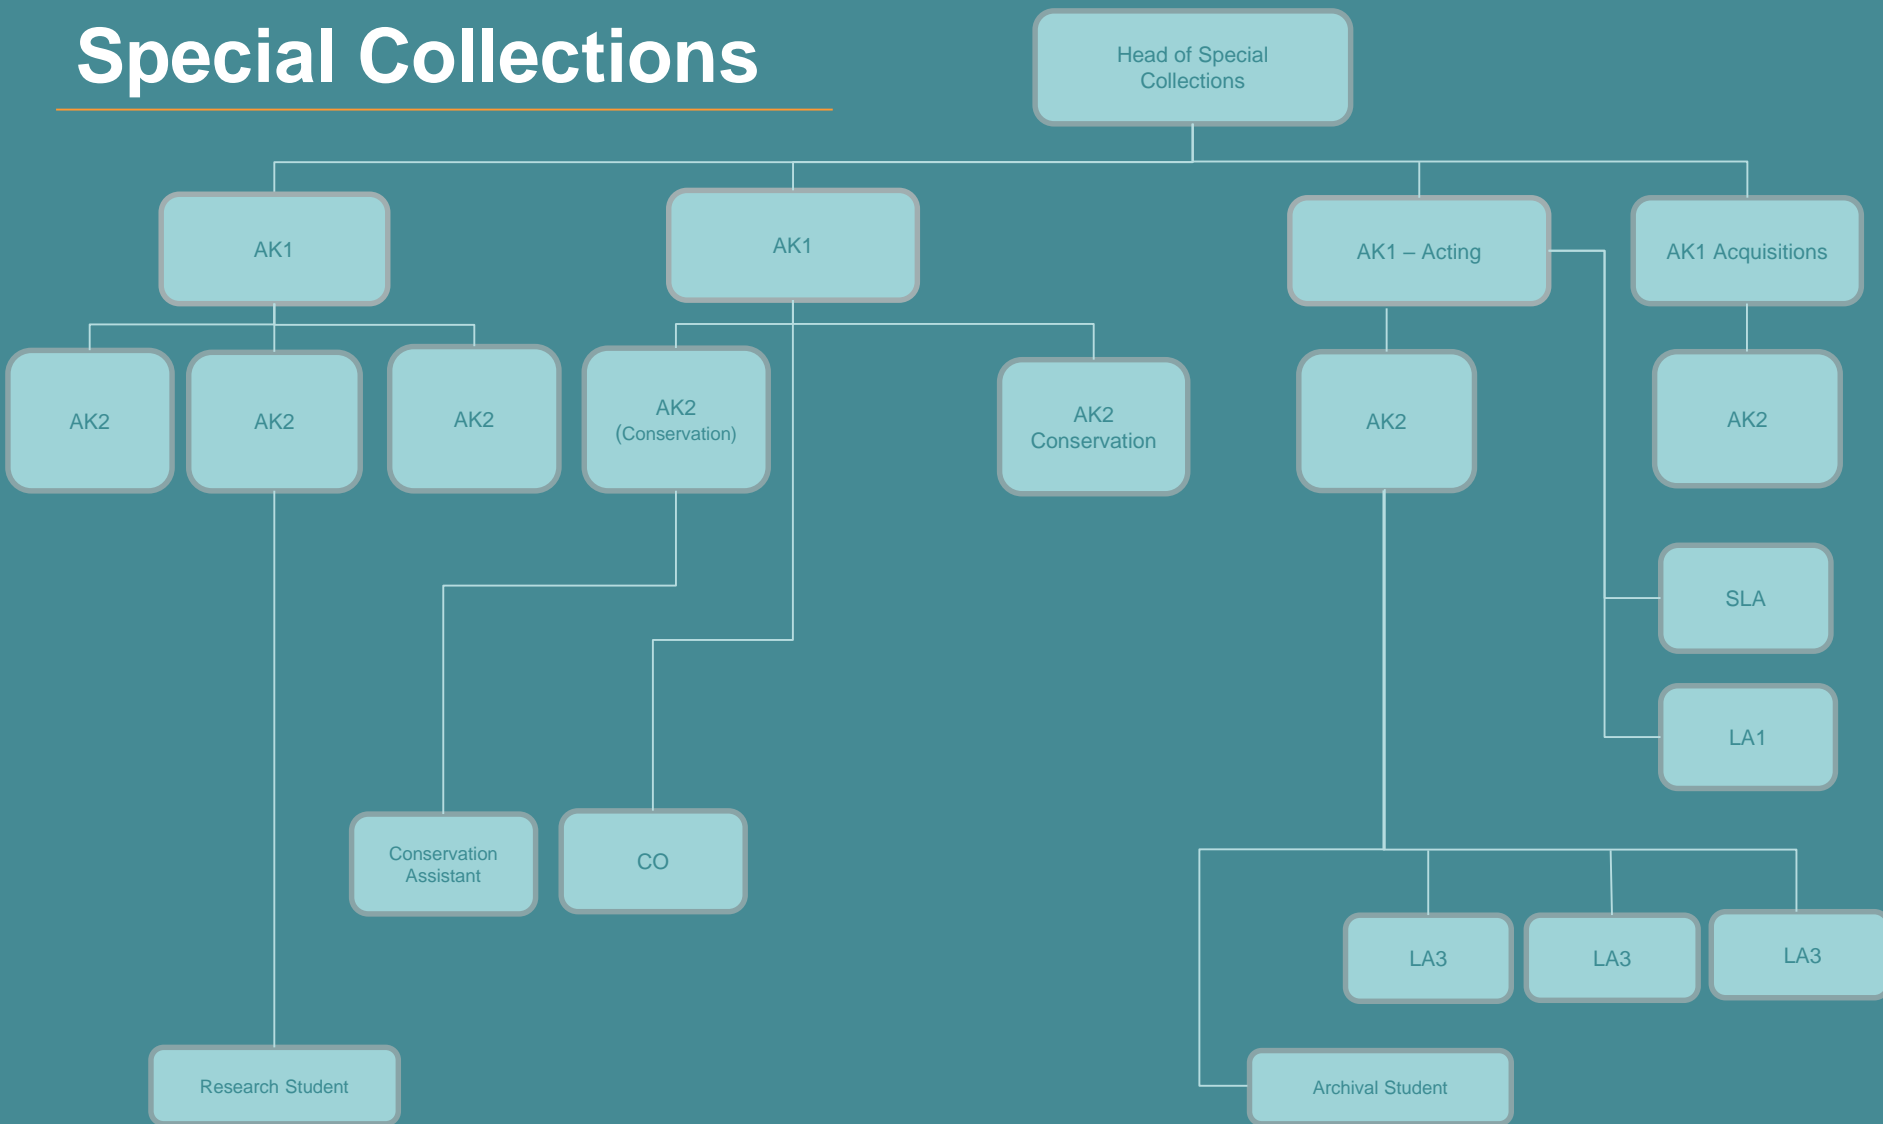 Special Collections
Head of Special
Collections
AK1
AK1
AK1 – Acting
AK1 Acquisitions
AK2
AK2
AK2
AK2
(Conservation)
AK2
Conservation
AK2
AK2
SLA
LA1
Conservation
Assistant
CO
LA3
LA3
LA3
Research Student
Archival Student